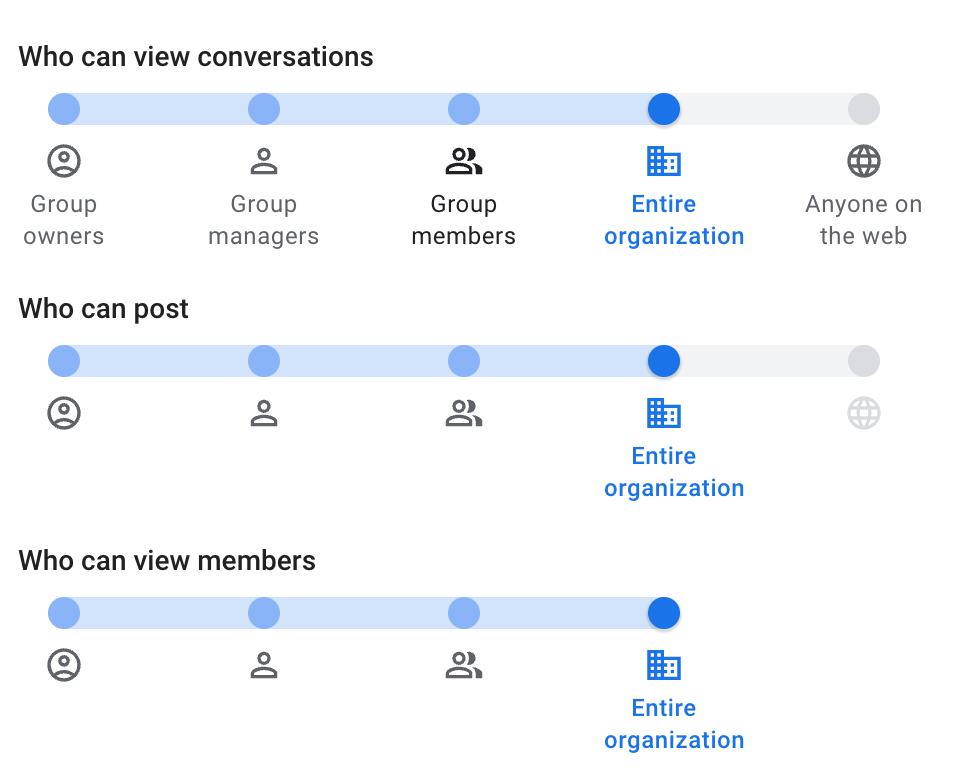 Who can view conversations
Group owners
Group managers
Group members
Entire organization
Anyone on the web
Who can post
Entire
organization
Who can view members
Entire
organization